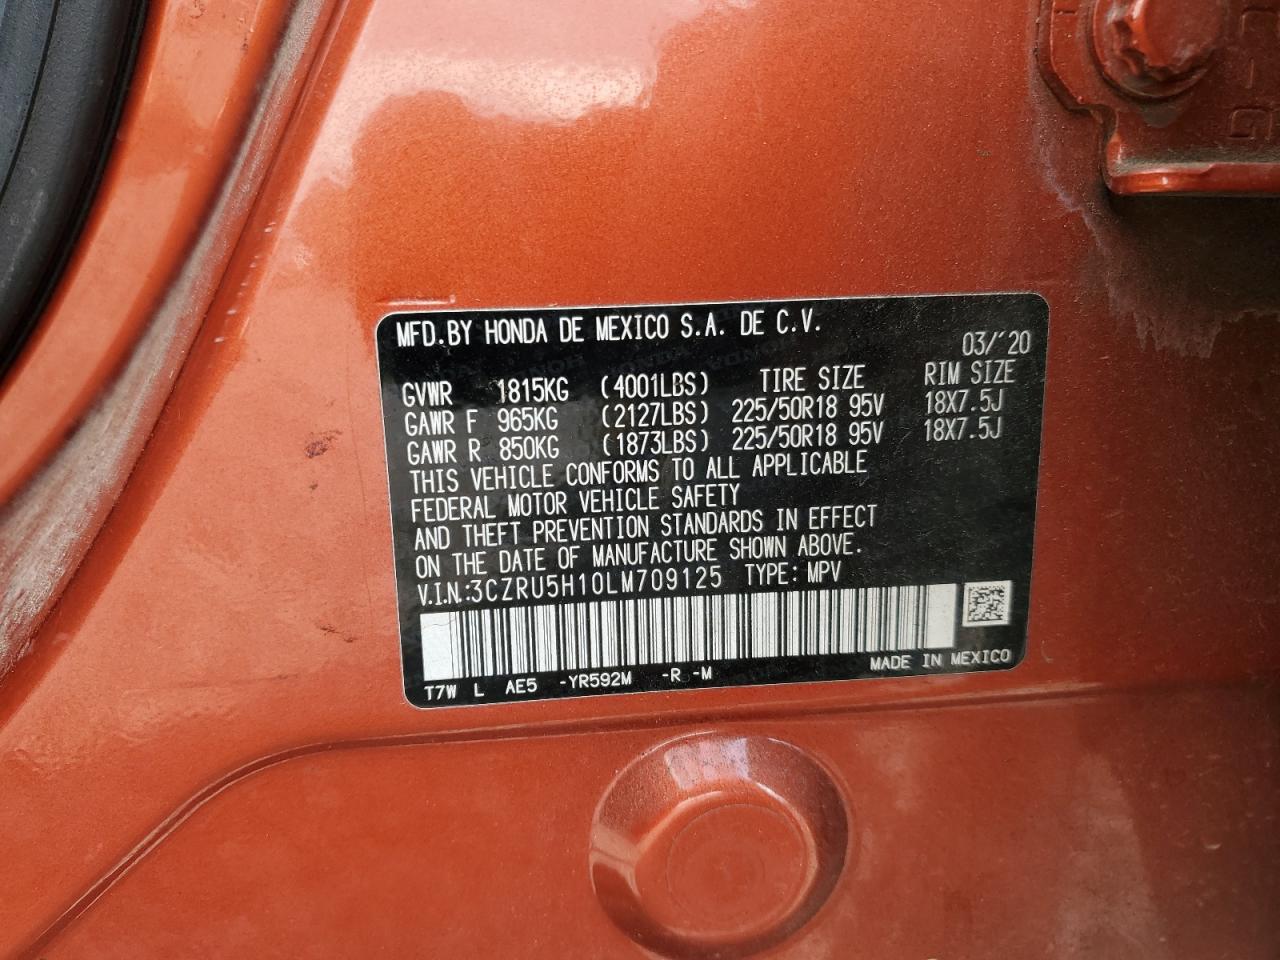 MFD.BY HONDA DE MEXICO S.A. DE C.V.
03/'20
GVWR 1815KG (4001LBS) TIRE SIZE RIM SIZE
GAWR F 965KG (2127LBS) 225/50R18 95V 18X7.5J
GAWR R 850KG (1873LBS) 225/50R18 95V 18X7.5J
THIS VEHICLE CONFORMS TO ALL APPLICABLE
FEDERAL MOTOR VEHICLE SAFETY
AND THEFT PREVENTION STANDARDS IN EFFECT
ON THE DATE OF MANUFACTURE SHOWN ABOVE.
V.I.N.:3CZRU5H10LM709125 TYPE: MPV
T7W L AE5 -YR592M -R -M MADE IN MEXICO